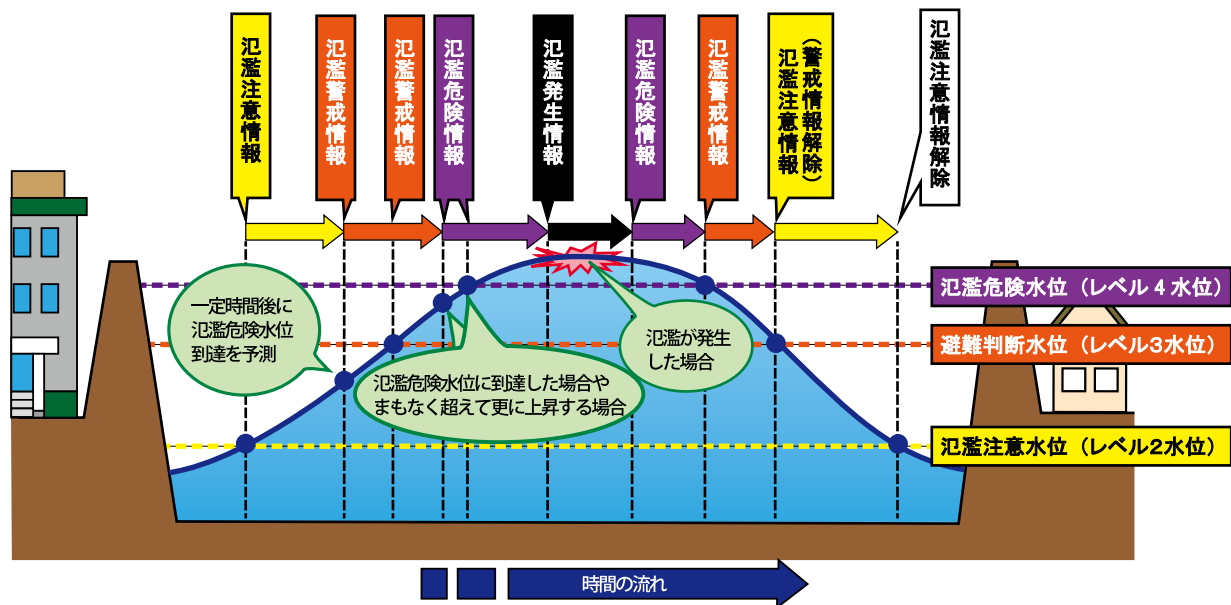 氾濫注意情報
氾濫警戒情報
氾濫警戒情報
氾濫危険情報
氾濫発生情報
氾濫危険情報
氾濫警戒情報
（警戒情報解除）
氾濫注意情報
氾濫注意情報解除
一定時間後に
氾濫危険水位
到達を予測
氾濫危険水位に到達した場合や
まもなく超えて更に上昇する場合
氾濫が発生
した場合
氾濫危険水位（レベル４水位）
避難判断水位（レベル3水位）
氾濫注意水位（レベル2水位）
時間の流れ